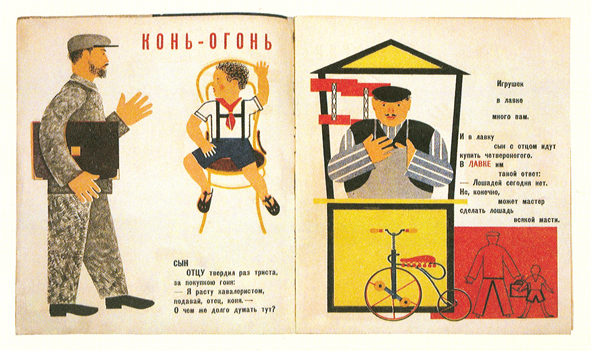 КОНЬ-ОГОНЬ
СЫН
ОТЦУ твердил раз триста,
за покупкою гоня:
— Я расту кавалеристом,
подавай, отец, коня.—
О чем же долго думать тут?
Игрушек
в лавке
много вам.
И в лавку
сын с отцом идут
купить четвероногого.
В ЛАВКЕ им
такой ответ:
— Лошадей сегодня нет.
Но, конечно,
может мастер
сделать лошадь
всякой масти.